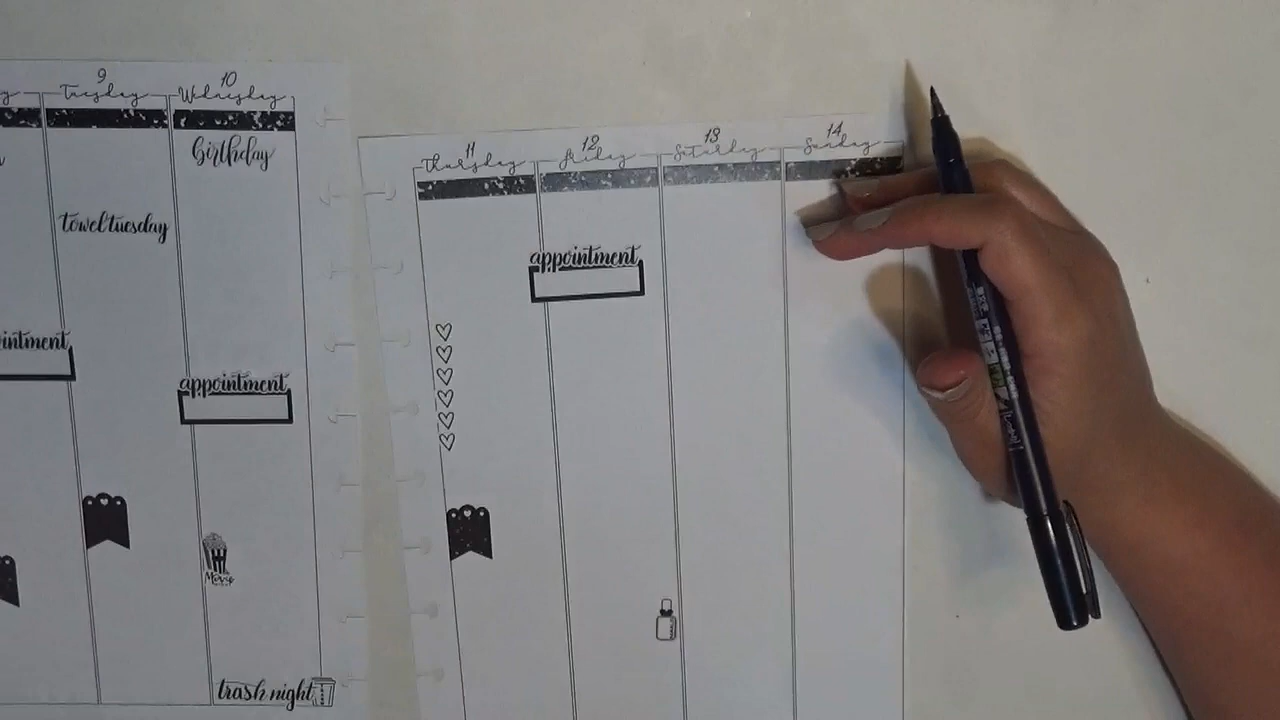 9
Tuesday
10
Wednesday
birthday
towel tuesday
appointment
Movie
trash night
11
Thursday
12
Friday
13
Saturday
14
Sunday
appointment